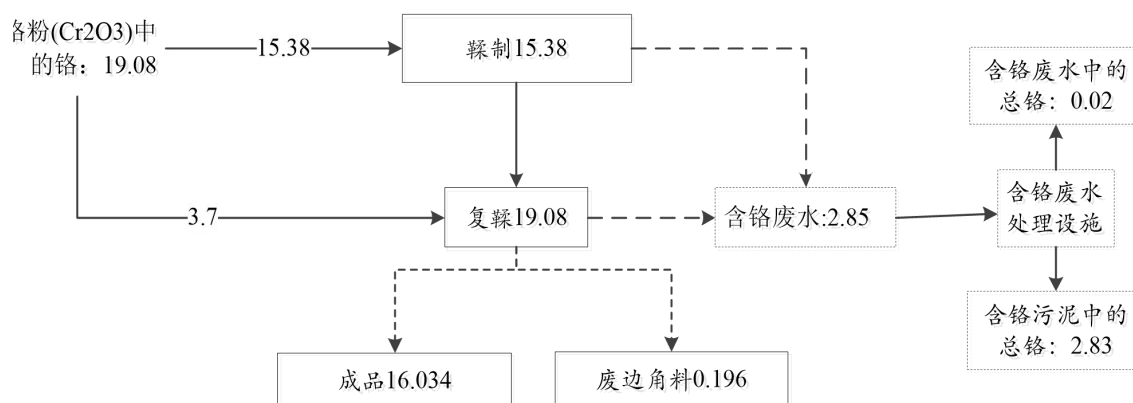 粉(Cr2O3)中
的铬：19.08
15.38
鞣制15.38
含铬废水中的
总铬：0.02
3.7
复鞣19.08
含铬废水:2.85
含铬废水
处理设施
成品16.034
废边角料0.196
含铬污泥中的
总铬：2.83